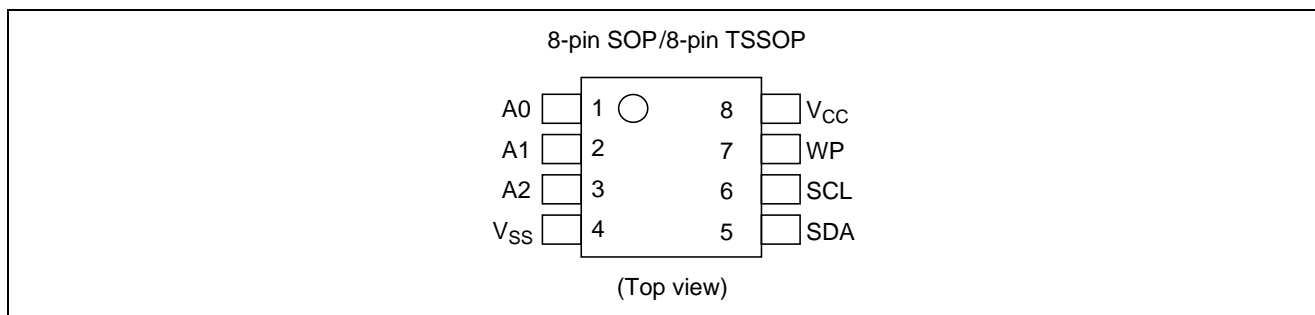 8-pin SOP/8-pin TSSOP
A0 1 8 VCC
A1 2 7 WP
A2 3 6 SCL
VSS 4 5 SDA
(Top view)